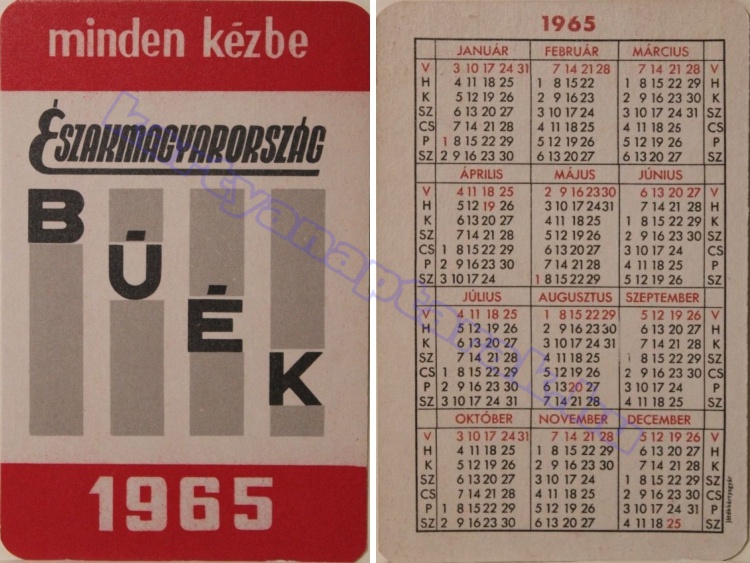 minden kézbe
ÉSZAKMAGYARORSZÁG
BÚÉK
1965
1965
JANUÁR FEBRUÁR MÁRCIUS
V 3 10 17 24 31 7 14 21 28 7 14 21 28 V
H 4 11 18 25 1 8 15 22 1 8 15 22 29 H
K 5 12 19 26 2 9 16 23 2 9 16 23 30 K
SZ 6 13 20 27 3 10 17 24 3 10 17 24 31 SZ
CS 7 14 21 28 4 11 18 25 4 11 18 25 CS
P 1 8 15 22 29 5 12 19 26 5 12 19 26 P
SZ 2 9 16 23 30 6 13 20 27 6 13 20 27 SZ
ÁPRILIS MÁJUS JÚNIUS
V 4 11 18 25 2 9 16 23 30 6 13 20 27 V
H 5 12 19 26 3 10 17 24 31 7 14 21 28 H
K 6 13 20 27 4 11 18 25 1 8 15 22 29 K
SZ 7 14 21 28 5 12 19 26 2 9 16 23 30 SZ
CS 1 8 15 22 29 6 13 20 27 3 10 17 24 CS
P 2 9 16 23 30 7 14 21 28 4 11 18 25 P
SZ 3 10 17 24 1 8 15 22 29 5 12 19 26 SZ
JÚLIUS AUGUSZTUS SZEPTEMBER
V 4 11 18 25 1 8 15 22 29 5 12 19 26 V
H 5 12 19 26 2 9 16 23 30 6 13 20 27 H
K 6 13 20 27 3 10 17 24 31 7 14 21 28 K
SZ 7 14 21 28 4 11 18 25 1 8 15 22 29 SZ
CS 1 8 15 22 29 5 12 19 26 2 9 16 23 30 CS
P 2 9 16 23 30 6 13 20 27 3 10 17 24 P
SZ 3 10 17 24 31 7 14 21 28 4 11 18 25 SZ
OKTÓBER NOVEMBER DECEMBER
V 3 10 17 24 31 7 14 21 28 5 12 19 26 V
H 4 11 18 25 1 8 15 22 29 6 13 20 27 H
K 5 12 19 26 2 9 16 23 30 7 14 21 28 K
SZ 6 13 20 27 3 10 17 24 1 8 15 22 29 SZ
CS 7 14 21 28 4 11 18 25 2 9 16 23 30 CS
P 1 8 15 22 29 5 12 19 26 3 10 17 24 31 P
SZ 2 9 16 23 30 6 13 20 27 4 11 18 25 SZ
Játékkártyagyár